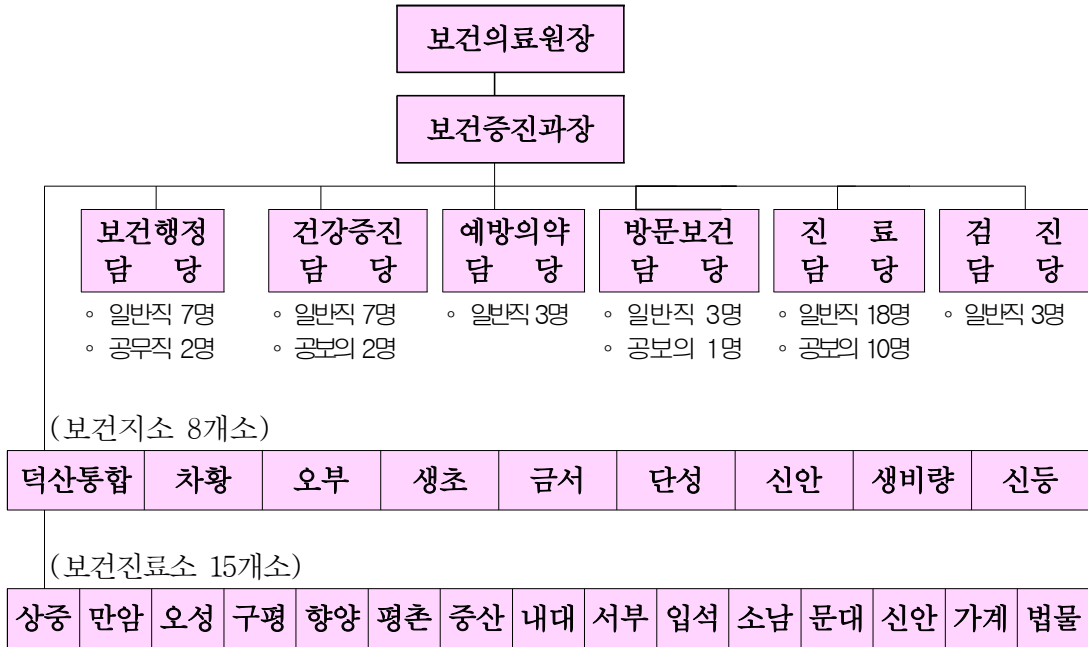 보건의료원장
보건증진과장
보건행정
담 당
건강증진
담 당
예방의약
담 당
방문보건
담 당
진 료
담 당
검 진
담 당
◦ 일반직 7명
◦ 공무직 2명
◦ 일반직 7명
◦ 공보의 2명
◦ 일반직 3명
◦ 일반직 3명
◦ 공보의 1명
◦ 일반직 18명
◦ 공보의 10명
◦ 일반직 3명
(보건지소 8개소)
덕산통합 차황 오부 생초 금서 단성 신안 생비량 신등
(보건진료소 15개소)
상중 만암 오성 구평 향양 평촌 중산 내대 서부 입석 소남 문대 신안 가계 법물